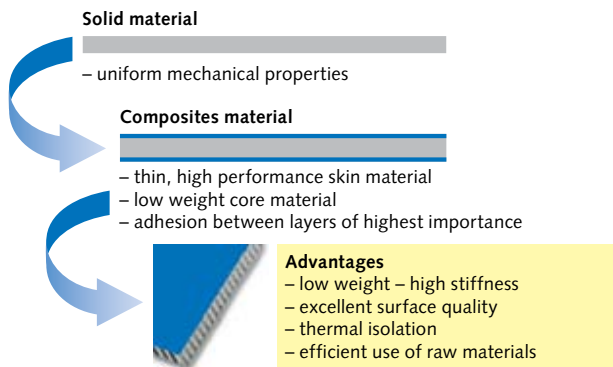 Solid material
– uniform mechanical properties
Composites material
– thin, high performance skin material
– low weight core material
– adhesion between layers of highest importance
Advantages
– low weight – high stiffness
– excellent surface quality
– thermal isolation
– efficient use of raw materials